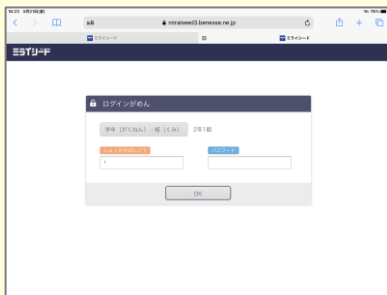 miraiseed3.benesse.ne.jp
ミライシード
ミライシード
ミライシード
ログインがめん
学年（がくねん）・組（くみ） 2年1組
しゅっせきばんごう パスワード
OK